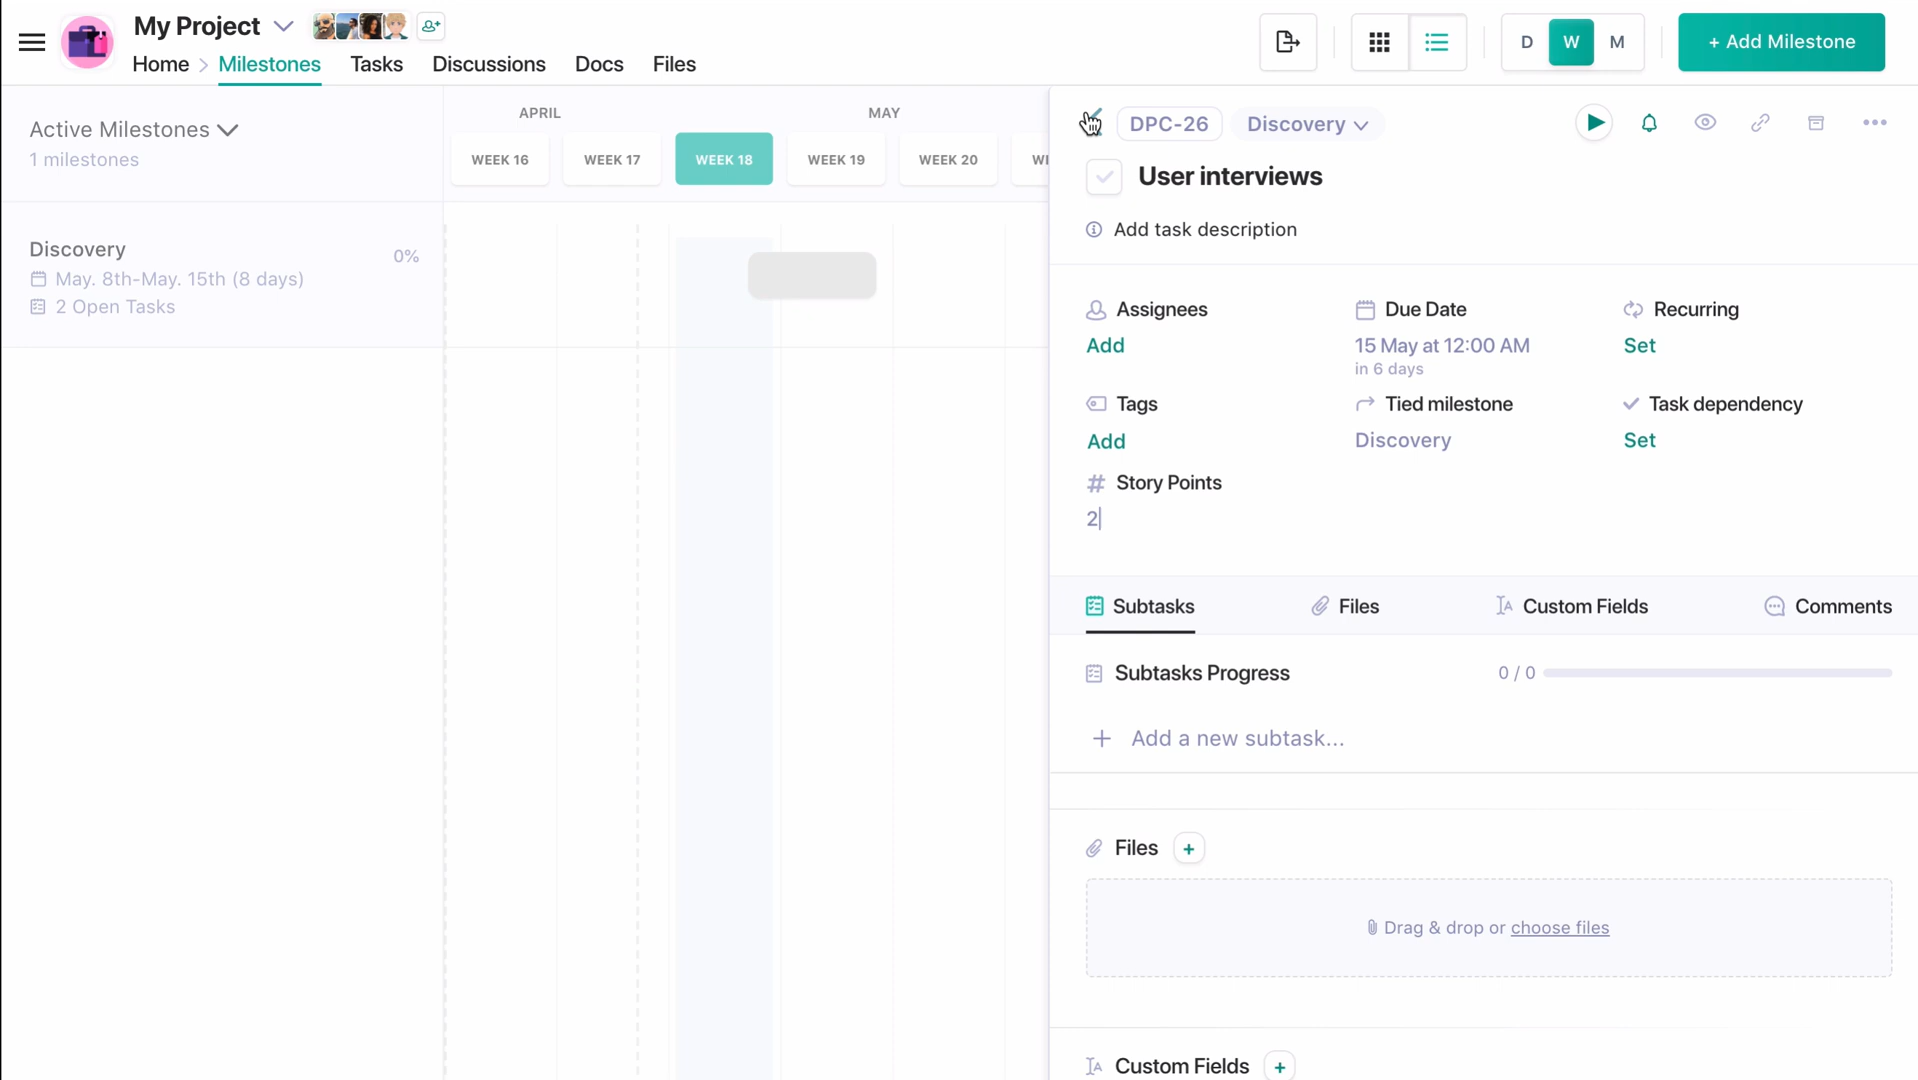 My Project
Home Milestones Tasks Discussions Docs Files
D W M
+ Add Milestone
Active Milestones
1 milestones
APRIL MAY
WEEK 16 WEEK 17 WEEK 18 WEEK 19 WEEK 20
Discovery
0%
May. 8th-May. 15th (8 days)
2 Open Tasks
DPC-26 Discovery
User interviews
Add task description
Assignees Due Date Recurring
Add 15 May at 12:00 AM Set
in 6 days
Tags Tied milestone Task dependency
Add Discovery Set
# Story Points
2
Subtasks Files Custom Fields Comments
Subtasks Progress 0 / 0
+ Add a new subtask...
Files +
Drag & drop or choose files
Custom Fields +